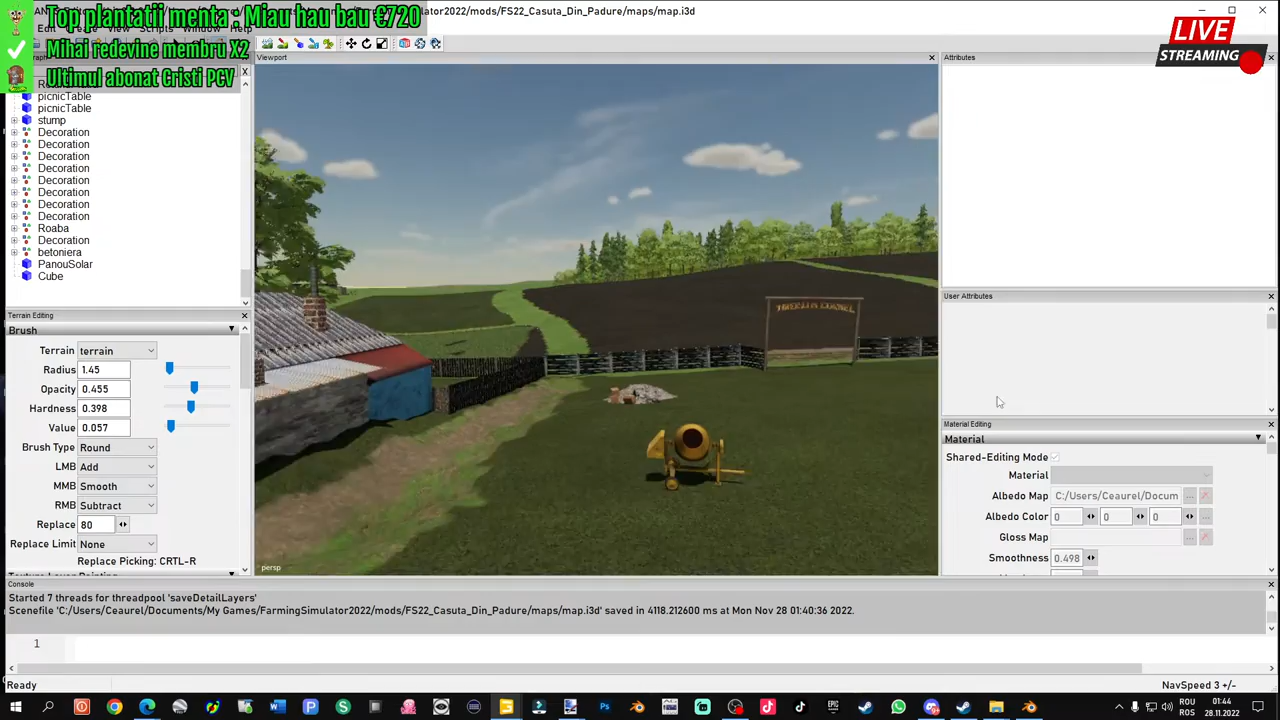 Top plantatii menta : Miau hau bau €720
Mihai redevine membru X2
Ultimul abonat Cristi PCV
imulator2022/mods/FS22_Casuta_Din_Padure/maps/map.i3d
LIVE
STREAMING
Viewport
Attributes
picnicTable
picnicTable
stump
Decoration
Decoration
Decoration
Decoration
Decoration
Decoration
Decoration
Decoration
Roaba
Decoration
betoniera
PanouSolar
Cube
Terrain Editing
Brush
Terrain terrain
Radius 1.45
Opacity 0.455
Hardness 0.398
Value 0.057
Brush Type Round
LMB Add
MMB Smooth
RMB Subtract
Replace 80
Replace Limit None
Replace Picking: CRTL-R
persp
User Attributes
Material Editing
Material
Shared-Editing Mode
Material
Albedo Map C:/Users/Ceaurel/Docum ...
Albedo Color 0 0 0 ...
Gloss Map ...
Smoothness 0.498
Console
Started 7 threads for threadpool 'saveDetailLayers'
Scenefile 'C:/Users/Ceaurel/Documents/My Games/FarmingSimulator2022/mods/FS22_Casuta_Din_Padure/maps/map.i3d' saved in 4118.212600 ms at Mon Nov 28 01:40:36 2022.
1
Ready
NavSpeed 3 +/-
ROU
ROS
01:44
28.11.2022